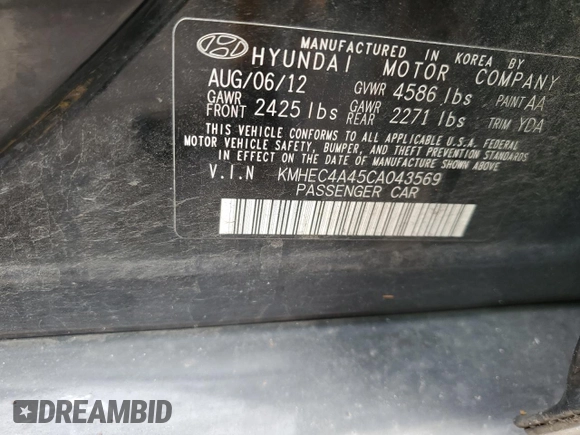 MANUFACTURED IN KOREA BY
HYUNDAI MOTOR COMPANY
AUG/06/12 GVWR 4586 lbs PAINT AA
GAWR FRONT 2425 lbs GAWR REAR 2271 lbs TRIM YDA
THIS VEHICLE CONFORMS TO ALL APPLICABLE U.S.A. FEDERAL
MOTOR VEHICLE SAFETY, BUMPER, AND THEFT PREVENTION STANDARDS
IN EFFECT ON THE DATE OF MANUFACTURE SHOWN ABOVE
V.I.N KMHEC4A45CA043569
PASSENGER CAR
DREAMBID